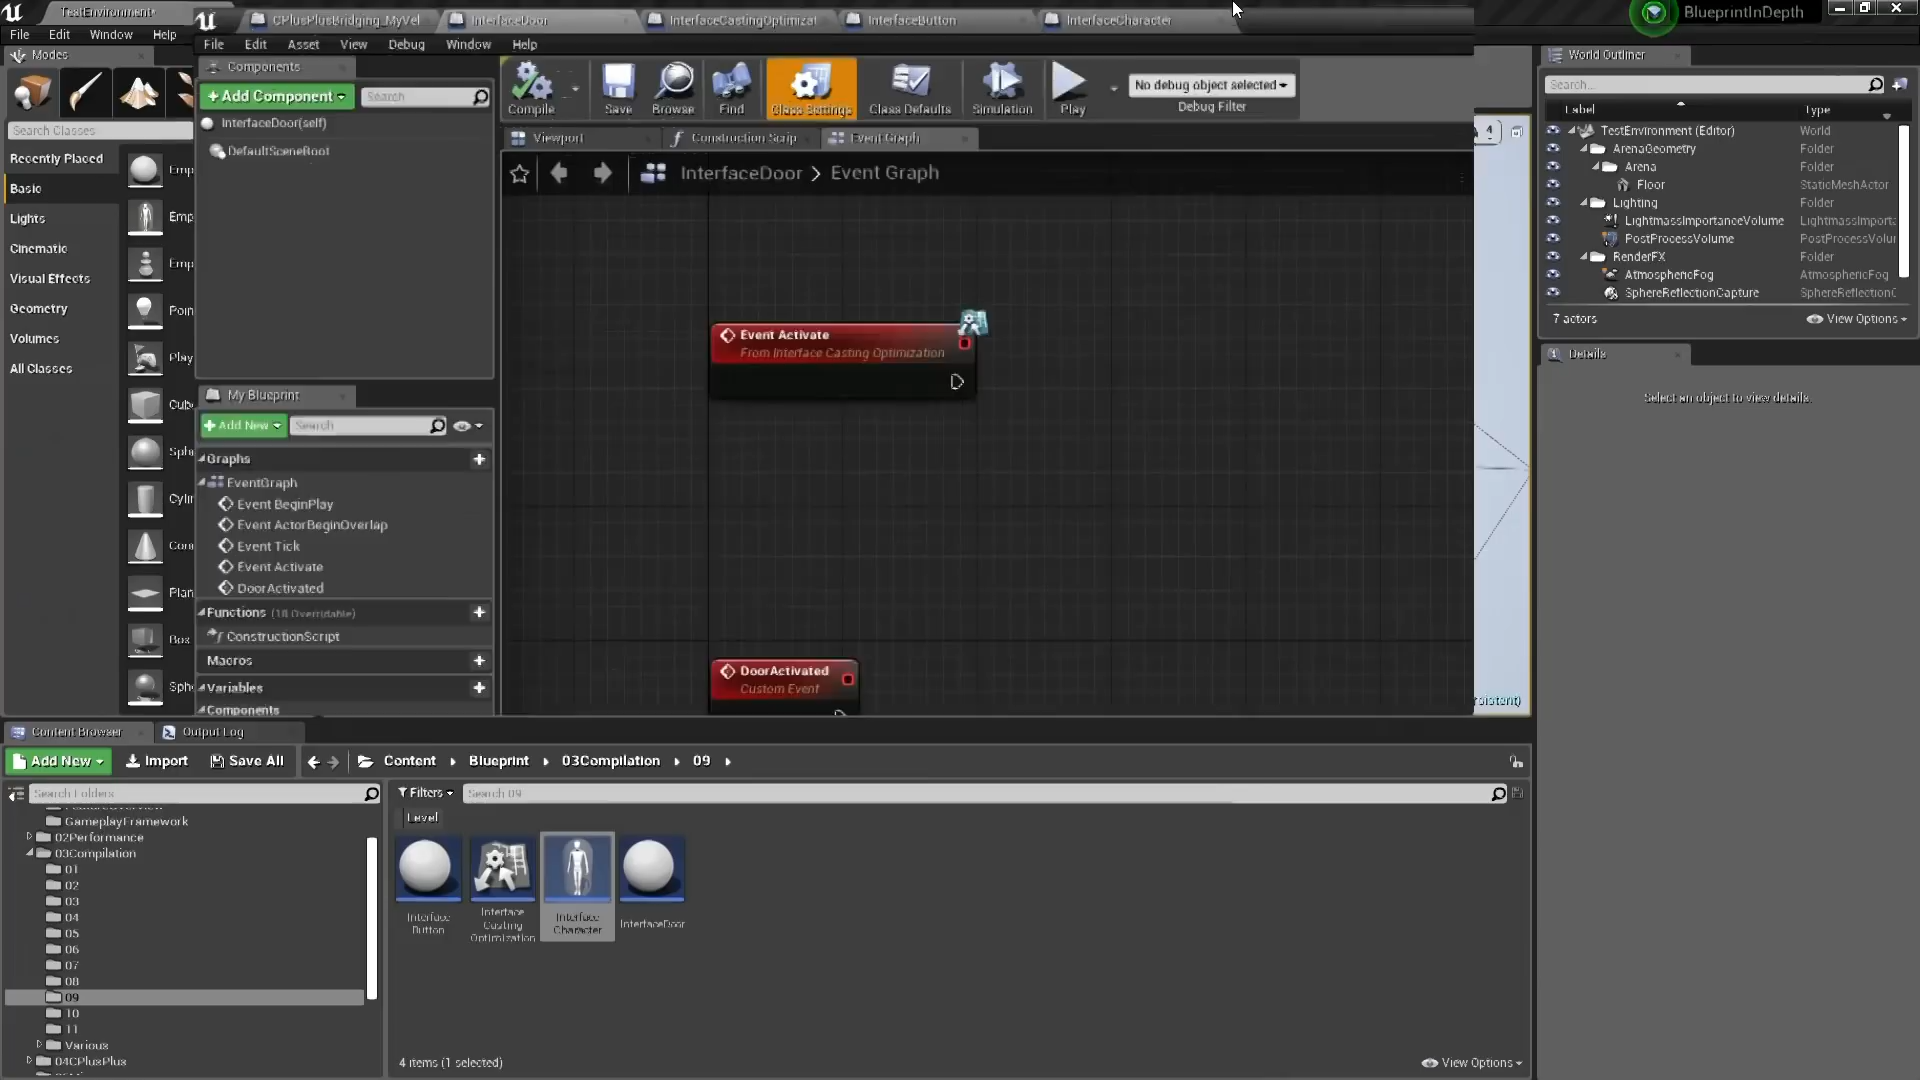 TestEnvironment*
CPlusPlusBridging_MyVel
InterfaceDoor
InterfaceCastingOptimizat
InterfaceButton
InterfaceCharacter
BlueprintInDepth
File Edit Window Help
File Edit Asset View Debug Window Help
Modes
Components
Search Classes
+ Add Component
Search
InterfaceDoor(self)
DefaultSceneRoot
Recently Placed
Basic
Lights
Cinematic
Visual Effects
Geometry
Volumes
All Classes
Emp
Emp
Emp
Poin
Play
Cube
Sph
Cylin
Con
Plan
Box
Sphe
Compile
Save
Browse
Find
Class Settings
Class Defaults
Simulation
Play
No debug object selected
Debug Filter
Viewport
Construction Scrip
Event Graph
InterfaceDoor > Event Graph
Event Activate
From Interface Casting Optimization
DoorActivated
Custom Event
My Blueprint
+ Add New
Search
Graphs
EventGraph
Event BeginPlay
Event ActorBeginOverlap
Event Tick
Event Activate
DoorActivated
Functions (18 Overridable)
ConstructionScript
Macros
Variables
Components
4
sistent)
World Outliner
Search...
Label Type
TestEnvironment (Editor) World
ArenaGeometry Folder
Arena Folder
Floor StaticMeshActor
Lighting Folder
LightmassImportanceVolume LightmassImporta
PostProcessVolume PostProcessVolur
RenderFX Folder
AtmosphericFog AtmosphericFog
SphereReflectionCapture SphereReflectionC
7 actors
View Options
Details
Select an object to view details.
Content Browser
Output Log
Add New
Import
Save All
Content Blueprint 03Compilation 09
Search Folders
Filters
Search 09
Level
GameplayFramework
02Performance
03Compilation
01
02
03
04
05
06
07
08
09
10
11
Various
04CPlusPlus
Interface
Button
Interface
Casting
Optimization
Interface
Character
InterfaceDoor
4 items (1 selected)
View Options